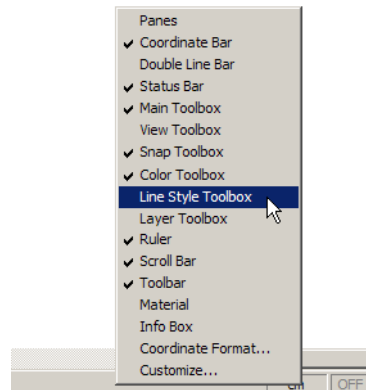 Panes
Coordinate Bar
Double Line Bar
Status Bar
Main Toolbox
View Toolbox
Snap Toolbox
Color Toolbox
Line Style Toolbox
Layer Toolbox
Ruler
Scroll Bar
Toolbar
Material
Info Box
Coordinate Format...
Customize...
cm OFF